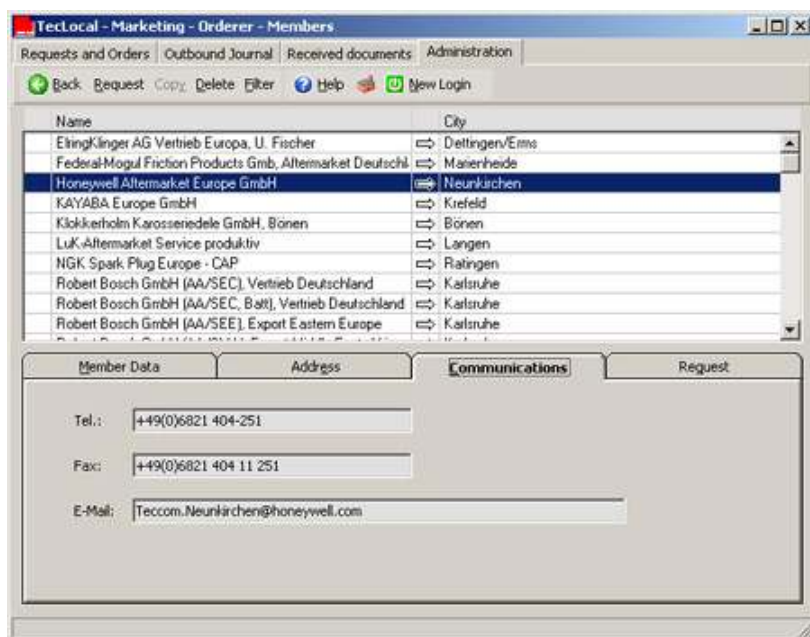 TecLocal - Marketing - Orderer - Members
Requests and Orders Outbound Journal Received documents Administration
Back Request Copy Delete Filter Help New Login
Name City
ElringKlinger AG Vertrieb Europa, U. Fischer Dettingen/Erms
Federal-Mogul Friction Products Gmb, Aftermarket Deutschl Marienheide
Honeywell Aftermarket Europe GmbH Neunkirchen
KAYABA Europe GmbH Krefeld
Klokkerholm Karosseriedele GmbH, Bönen Bönen
LuK-Aftermarket Service produktiv Langen
NGK Spark Plug Europe - CAP Ratingen
Robert Bosch GmbH (AA/SEC), Vertrieb Deutschland Karlsruhe
Robert Bosch GmbH (AA/SEC, Batt), Vertrieb Deutschland Karlsruhe
Robert Bosch GmbH (AA/SEE), Export Eastern Europe Karlsruhe
Member Data Address Communications Request
Tel.: +49(0)6821 404-251
Fax: +49(0)6821 404 11 251
E-Mail: Teccom.Neunkirchen@honeywell.com